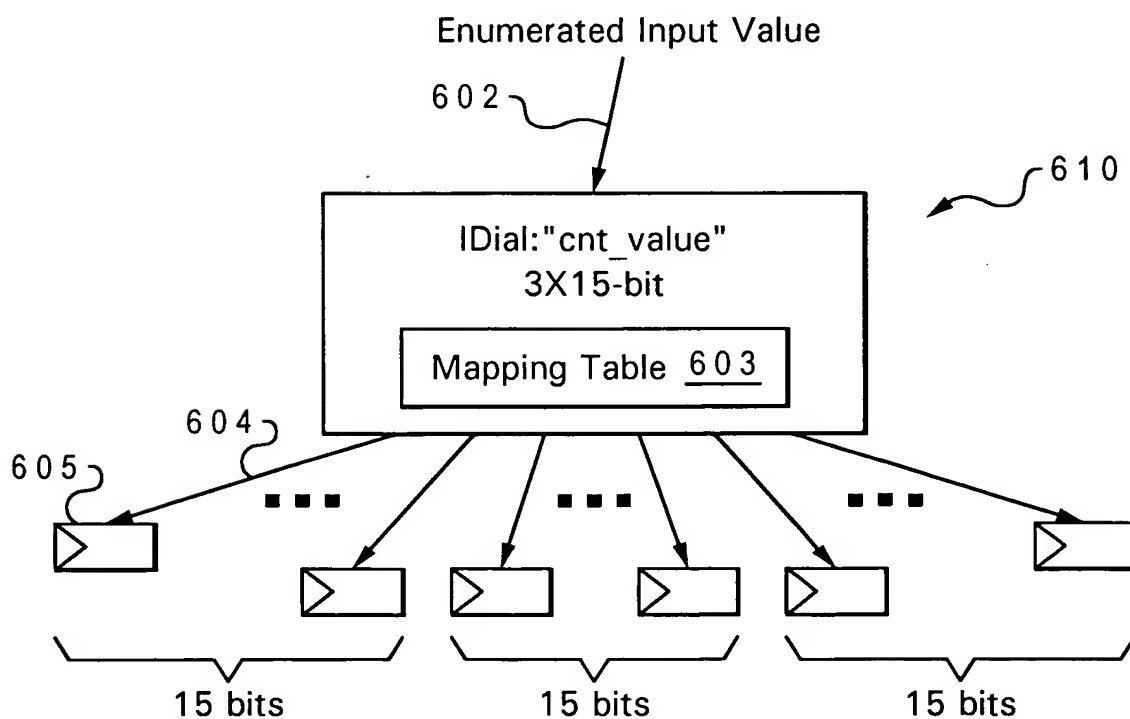 Enumerated Input Value
602
610
IDial:"cnt_value"
3X15-bit
Mapping Table 603
604
605
15 bits 15 bits 15 bits